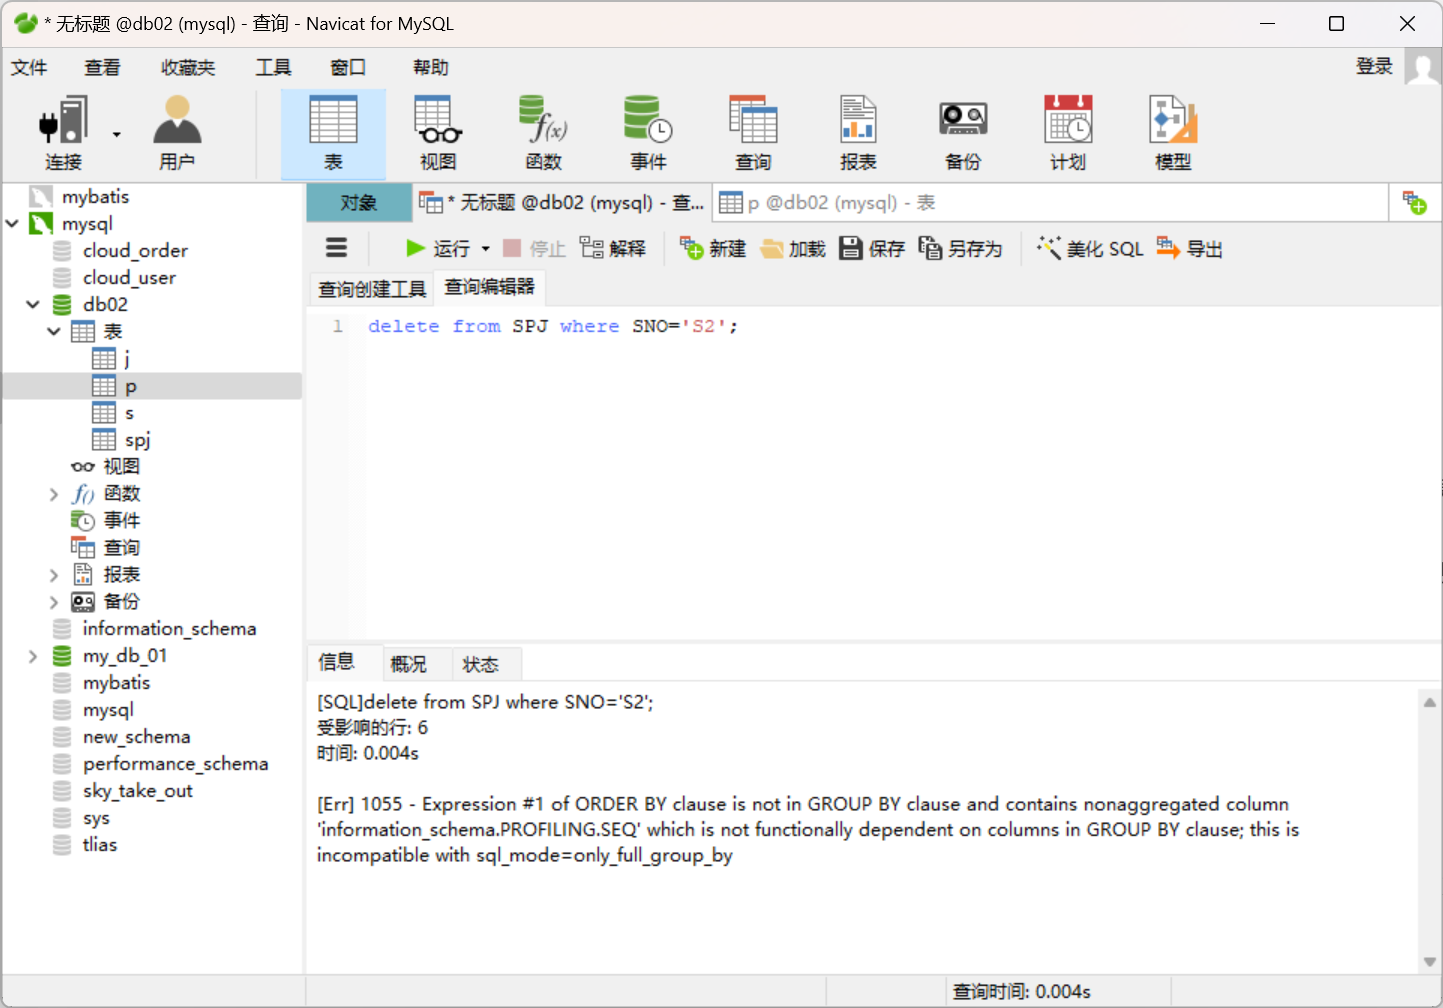 * 无标题 @db02 (mysql) - 查询 - Navicat for MySQL
文件 查看 收藏夹 工具 窗口 帮助 登录
连接 用户 表 视图 函数 事件 查询 报表 备份 计划 模型
mybatis
mysql
cloud_order
cloud_user
db02
表
j
p
s
spj
视图
函数
事件
查询
报表
备份
information_schema
my_db_01
mybatis
mysql
new_schema
performance_schema
sky_take_out
sys
tlias
对象 * 无标题 @db02 (mysql) - 查... p @db02 (mysql) - 表
运行 停止 解释 新建 加载 保存 另存为 美化 SQL 导出
查询创建工具 查询编辑器
1 delete from SPJ where SNO='S2';
信息 概况 状态
[SQL]delete from SPJ where SNO='S2';
受影响的行: 6
时间: 0.004s
[Err] 1055 - Expression #1 of ORDER BY clause is not in GROUP BY clause and contains nonaggregated column
'information_schema.PROFILING.SEQ' which is not functionally dependent on columns in GROUP BY clause; this is
incompatible with sql_mode=only_full_group_by
查询时间: 0.004s